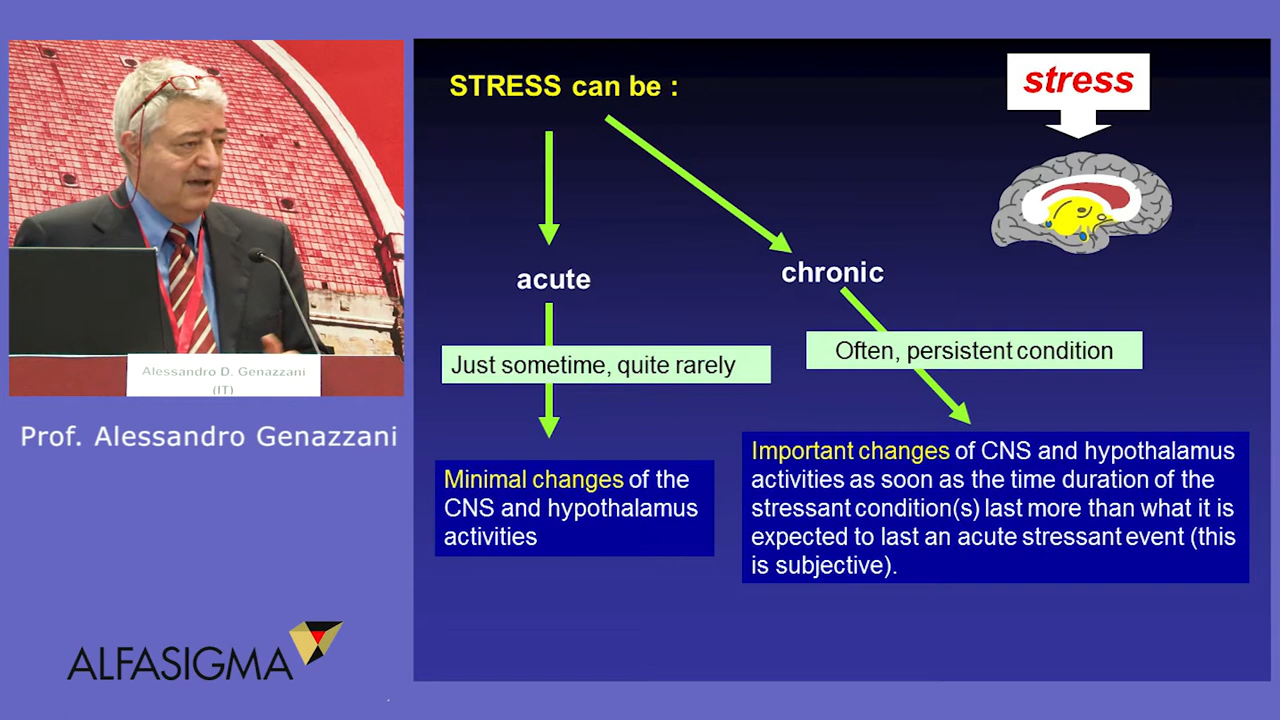 STRESS can be :
stress
acute
chronic
Just sometime, quite rarely
Often, persistent condition
Minimal changes of the
CNS and hypothalamus
activities
Important changes of CNS and hypothalamus
activities as soon as the time duration of the
stressant condition(s) last more than what it is
expected to last an acute stressant event (this
is subjective).
Alessandro D. Genazzani
(IT)
Prof. Alessandro Genazzani
ALFASIGMA